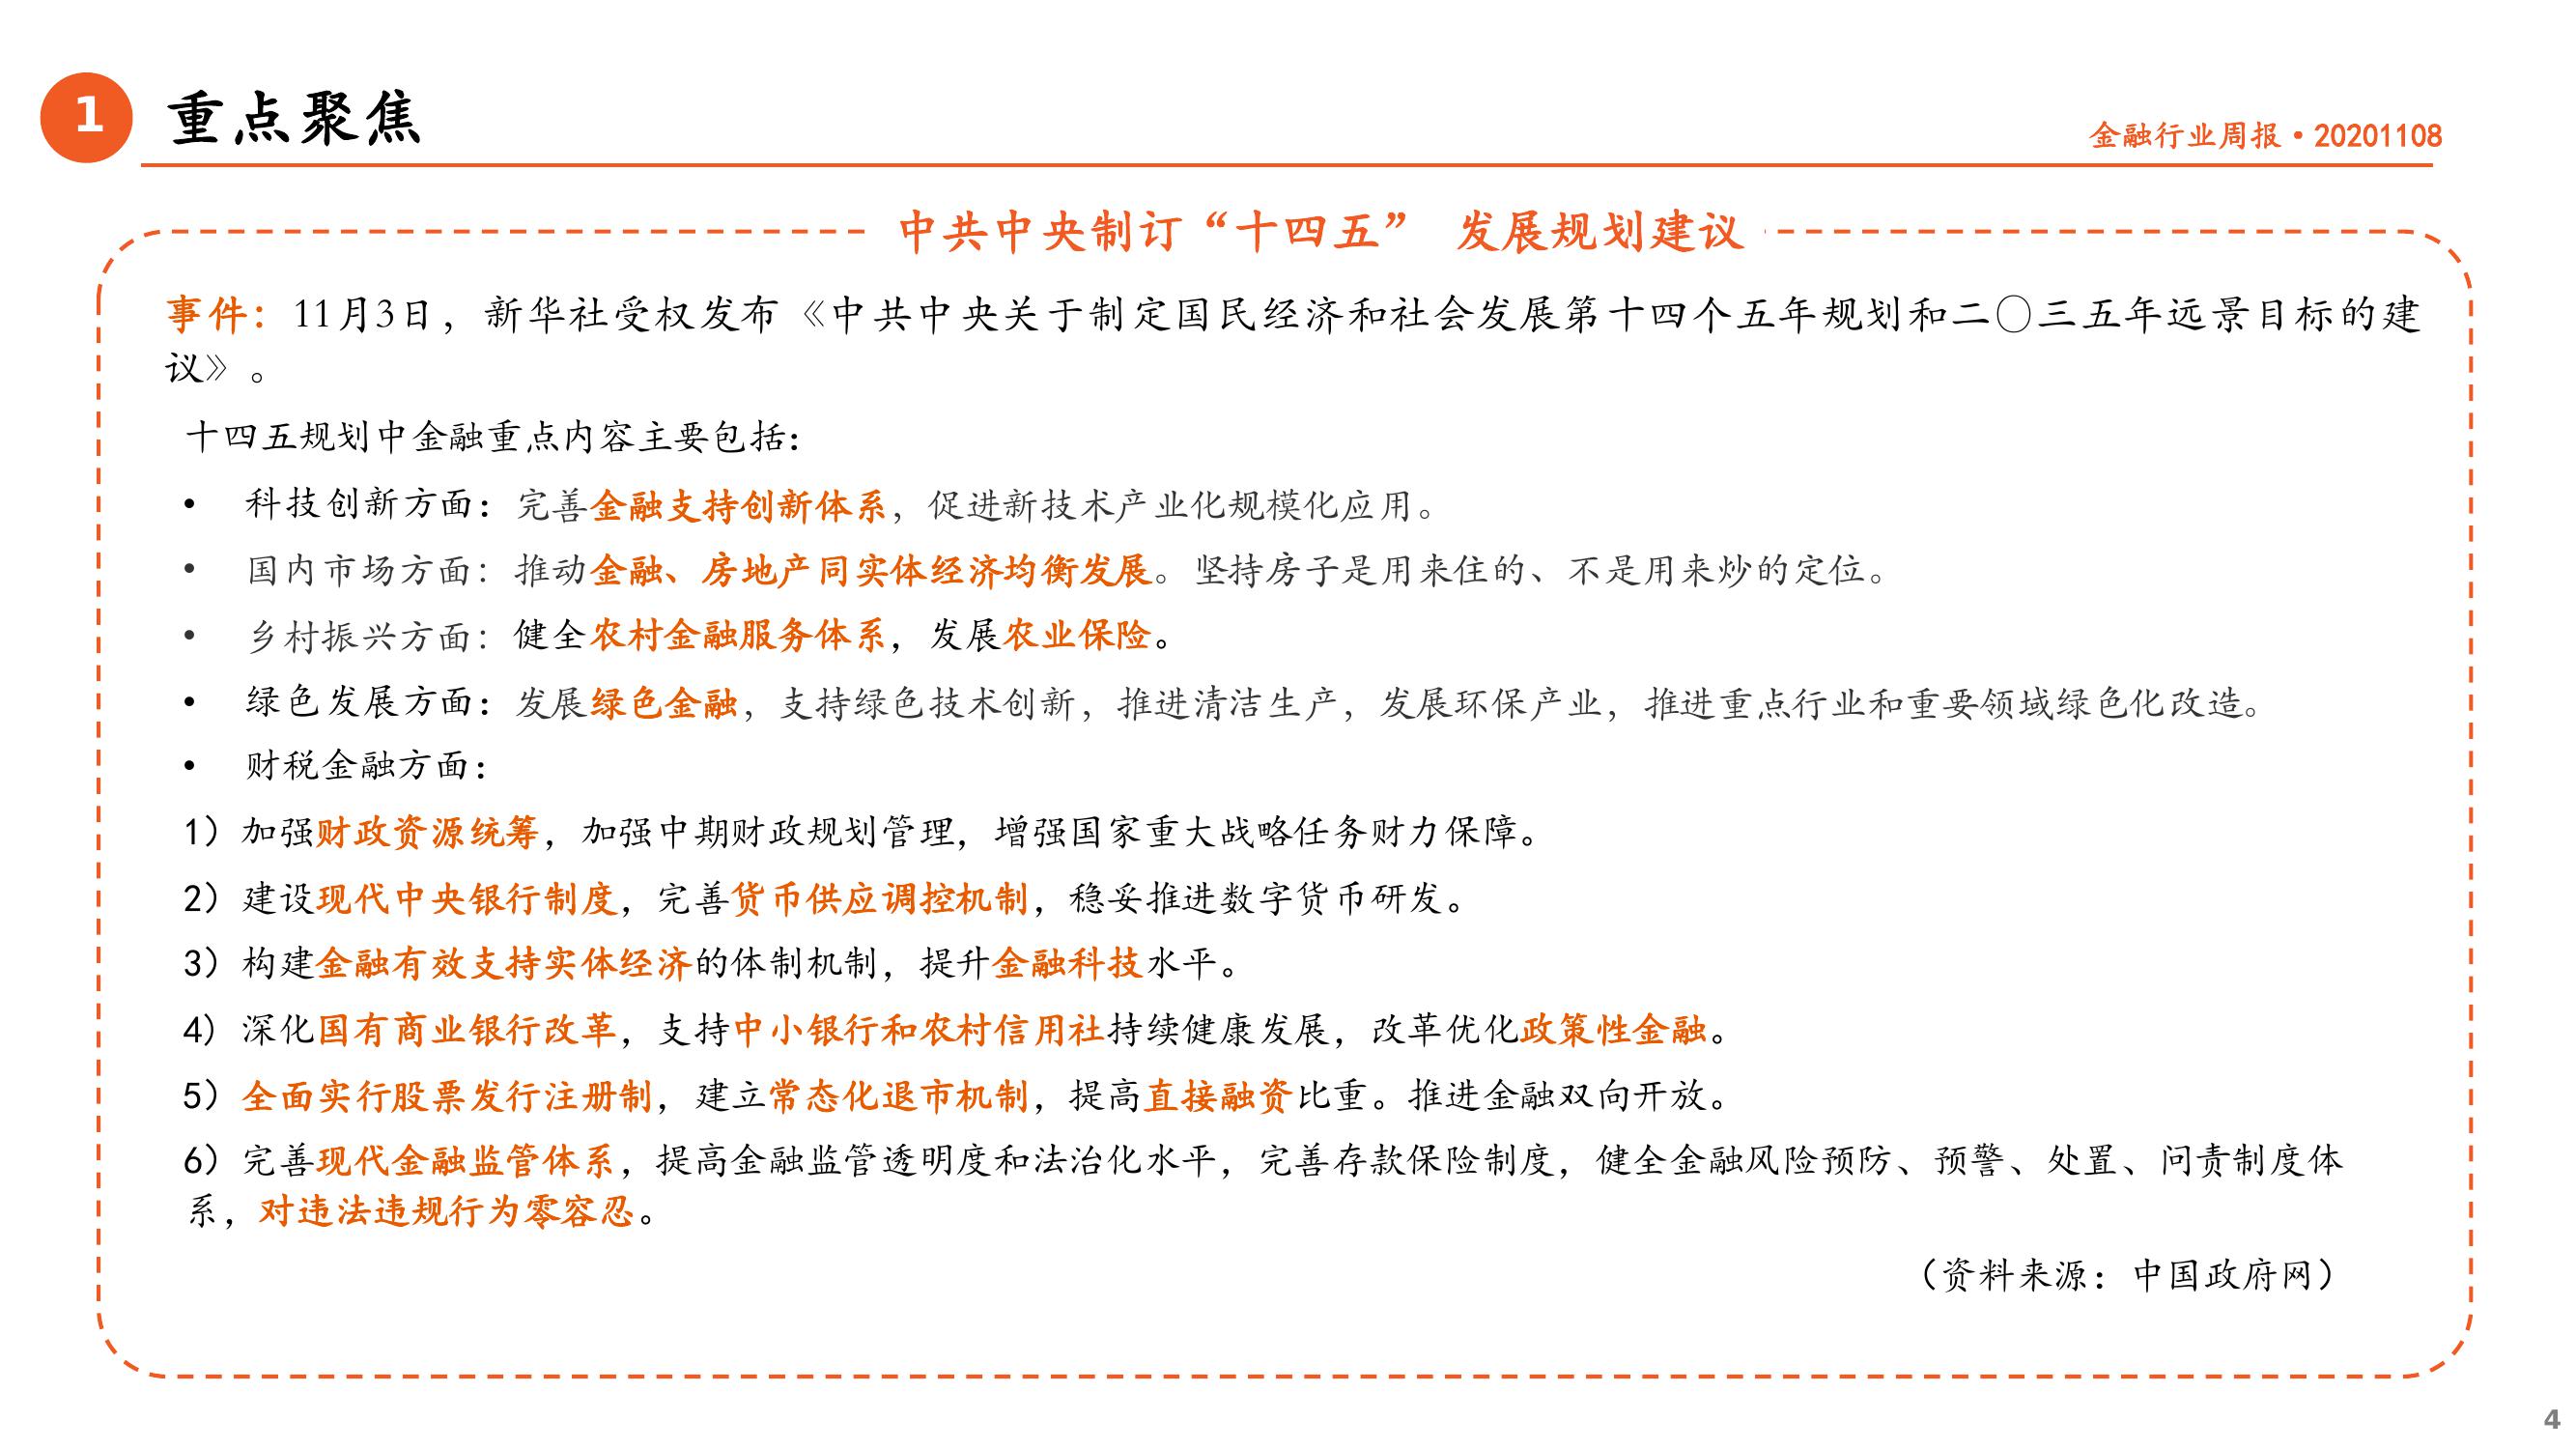 1 重点聚焦
金融行业周报·20201108
中共中央制订“十四五” 发展规划建议
事件：11月3日，新华社受权发布《中共中央关于制定国民经济和社会发展第十四个五年规划和二〇三五年远景目标的建
议》。
十四五规划中金融重点内容主要包括：
• 科技创新方面：完善金融支持创新体系，促进新技术产业化规模化应用。
• 国内市场方面：推动金融、房地产同实体经济均衡发展。坚持房子是用来住的、不是用来炒的定位。
• 乡村振兴方面：健全农村金融服务体系，发展农业保险。
• 绿色发展方面：发展绿色金融，支持绿色技术创新，推进清洁生产，发展环保产业，推进重点行业和重要领域绿色化改造。
• 财税金融方面：
1）加强财政资源统筹，加强中期财政规划管理，增强国家重大战略任务财力保障。
2）建设现代中央银行制度，完善货币供应调控机制，稳妥推进数字货币研发。
3）构建金融有效支持实体经济的体制机制，提升金融科技水平。
4）深化国有商业银行改革，支持中小银行和农村信用社持续健康发展，改革优化政策性金融。
5）全面实行股票发行注册制，建立常态化退市机制，提高直接融资比重。推进金融双向开放。
6）完善现代金融监管体系，提高金融监管透明度和法治化水平，完善存款保险制度，健全金融风险预防、预警、处置、问责制度体
系，对违法违规行为零容忍。
（资料来源：中国政府网）
4